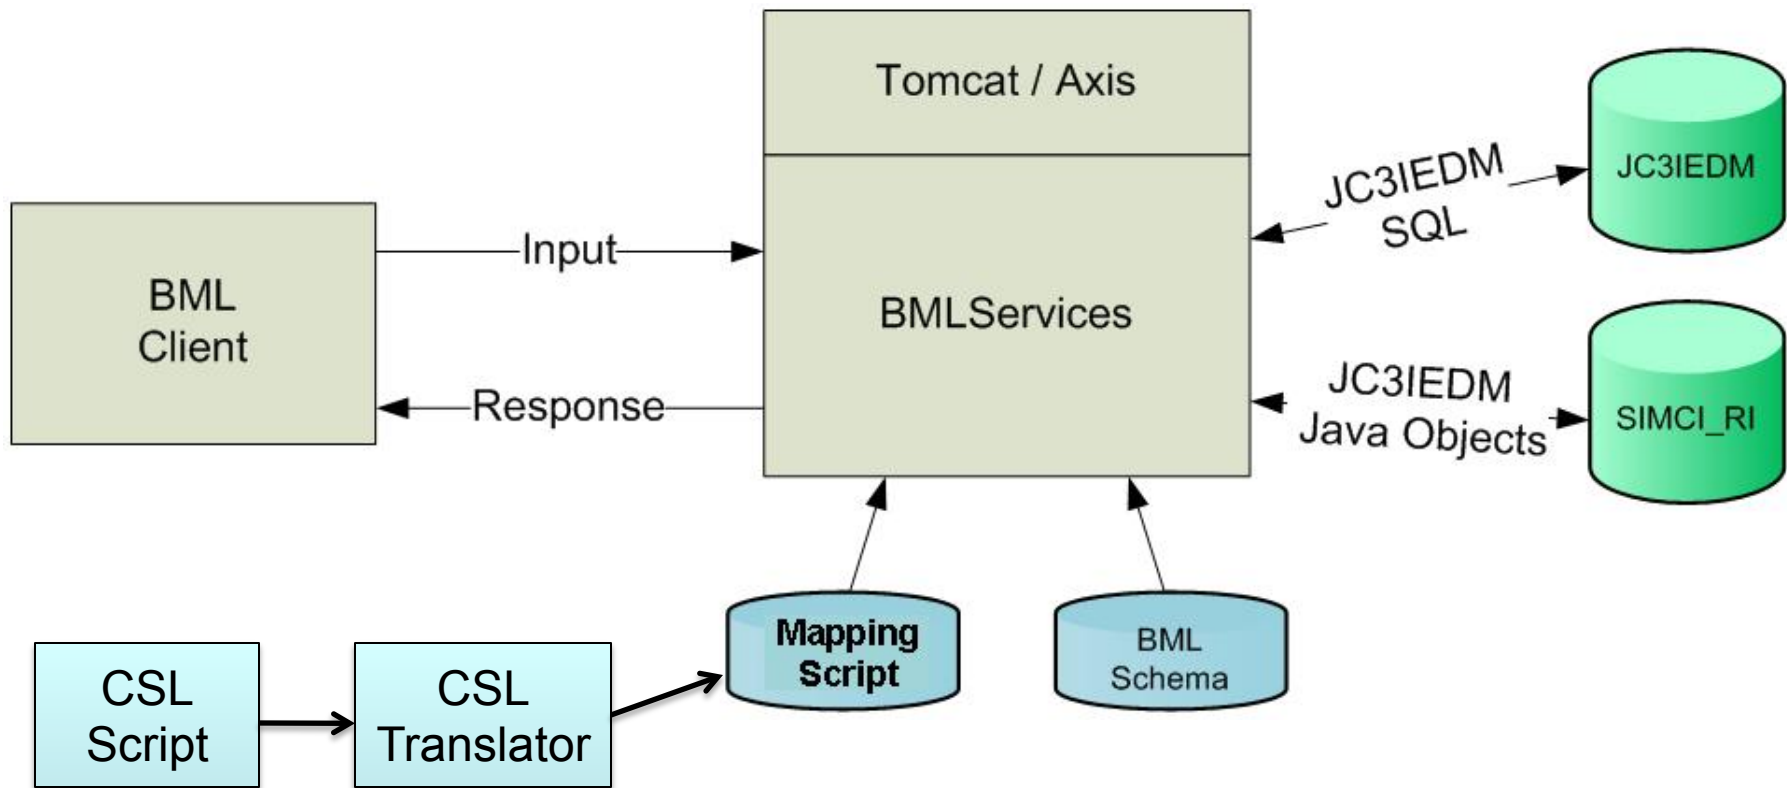 Tomcat / Axis
JC3IEDM
SQL
JC3IEDM
BML
Client
Input
Response
BMLServices
JC3IEDM
Java Objects
SIMCI_RI
Mapping
Script
BML
Schema
CSL
Script
CSL
Translator